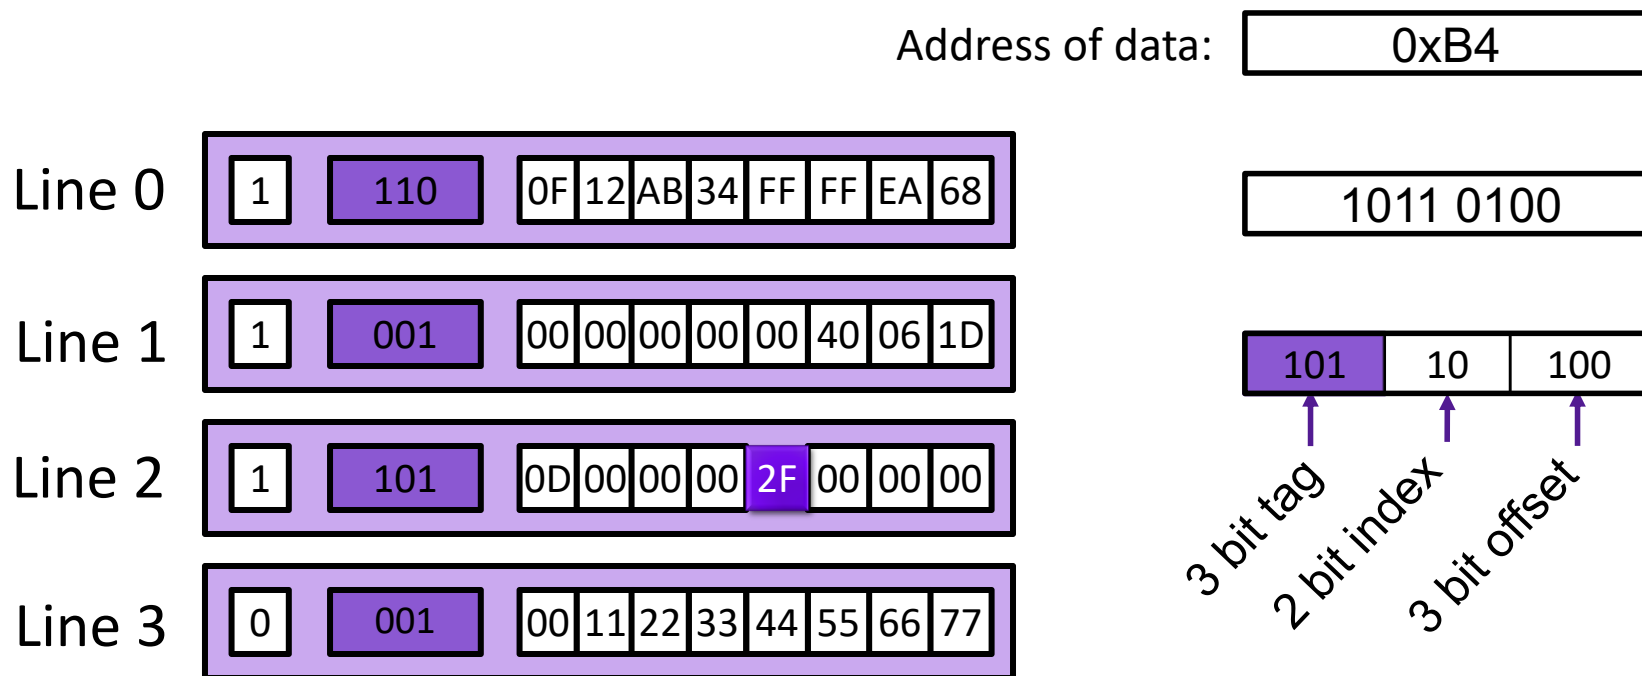 Address of data: 0xB4
Line 0 1 110 0F 12 AB 34 FF FF EA 68
1011 0100
Line 1 1 001 00 00 00 00 00 40 06 1D
101 10 100
Line 2 1 101 0D 00 00 00 2F 00 00 00
3 bit tag
2 bit index
3 bit offset
Line 3 0 001 00 11 22 33 44 55 66 77